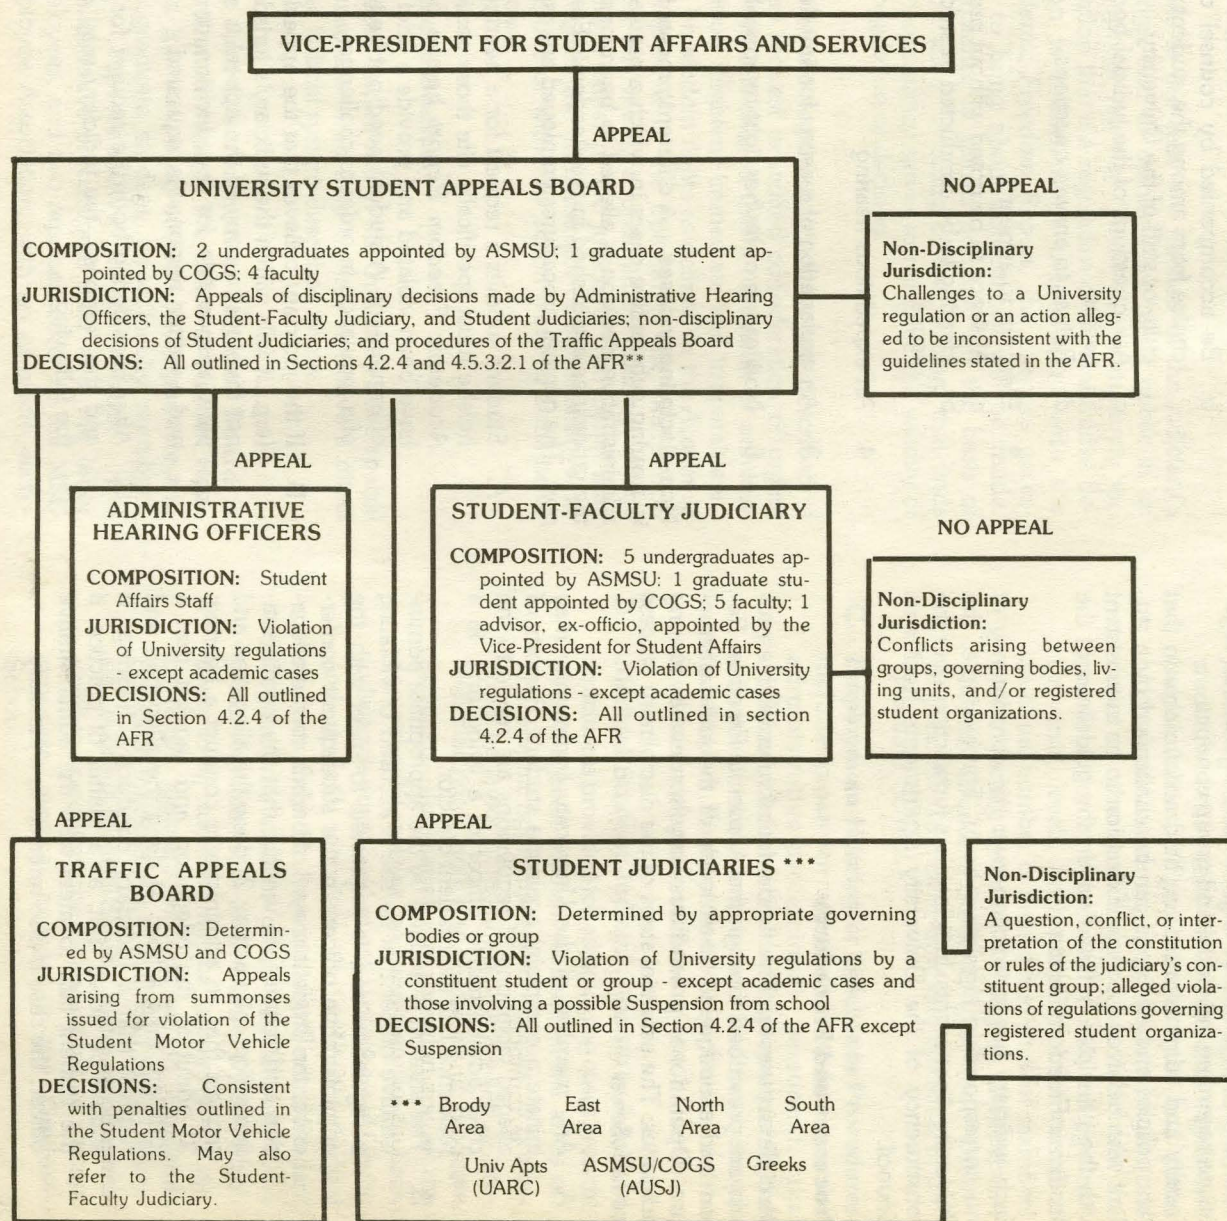 VICE-PRESIDENT FOR STUDENT AFFAIRS AND SERVICES
APPEAL
UNIVERSITY STUDENT APPEALS BOARD
COMPOSITION: 2 undergraduates appointed by ASMSU; 1 graduate student ap-
pointed by COGS; 4 faculty
JURISDICTION: Appeals of disciplinary decisions made by Administrative Hearing
Officers, the Student-Faculty Judiciary, and Student Judiciaries; non-disciplinary
decisions of Student Judiciaries; and procedures of the Traffic Appeals Board
DECISIONS: All outlined in Sections 4.2.4 and 4.5.3.2.1 of the AFR**
NO APPEAL
Non-Disciplinary
Jurisdiction:
Challenges to a University
regulation or an action alleg-
ed to be inconsistent with the
guidelines stated in the AFR.
APPEAL
ADMINISTRATIVE
HEARING OFFICERS
COMPOSITION: Student
Affairs Staff
JURISDICTION: Violation
of University regulations
- except academic cases
DECISIONS: All outlined
in Section 4.2.4 of the
AFR
APPEAL
STUDENT-FACULTY JUDICIARY
COMPOSITION: 5 undergraduates ap-
pointed by ASMSU: 1 graduate stu-
dent appointed by COGS; 5 faculty; 1
advisor, ex-officio, appointed by the
Vice-President for Student Affairs
JURISDICTION: Violation of University
regulations - except academic cases
DECISIONS: All outlined in section
4.2.4 of the AFR
NO APPEAL
Non-Disciplinary
Jurisdiction:
Conflicts arising between
groups, governing bodies, liv-
ing units, and/or registered
student organizations.
APPEAL
TRAFFIC APPEALS
BOARD
COMPOSITION: Determin-
ed by ASMSU and COGS
JURISDICTION: Appeals
arising from summonses
issued for violation of the
Student Motor Vehicle
Regulations
DECISIONS: Consistent
with penalties outlined in
the Student Motor Vehicle
Regulations. May also
refer to the Student-
Faculty Judiciary.
APPEAL
STUDENT JUDICIARIES ***
COMPOSITION: Determined by appropriate governing
bodies or group
JURISDICTION: Violation of University regulations by a
constituent student or group - except academic cases and
those involving a possible Suspension from school
DECISIONS: All outlined in Section 4.2.4 of the AFR except
Suspension
*** Brody East North South
Area Area Area Area
Univ Apts ASMSU/COGS Greeks
(UARC) (AUSJ)
Non-Disciplinary
Jurisdiction:
A question, conflict, or inter-
pretation of the constitution
or rules of the judiciary's con-
stituent group; alleged viola-
tions of regulations governing
registered student organiza-
tions.